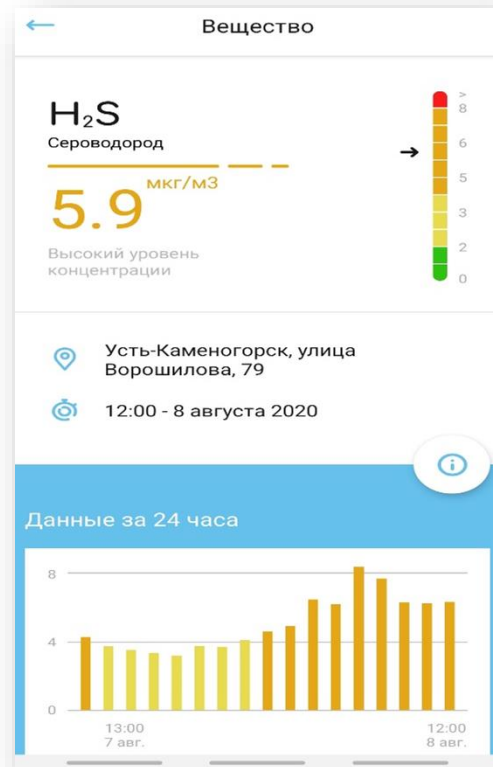 Вещество
H₂S
Сероводород
мкг/м3
5.9
Высокий уровень
концентрации
>
8
6
5
3
2
0
Усть-Каменогорск, улица
Ворошилова, 79
12:00 - 8 августа 2020
Данные за 24 часа
8
4
0
13:00
7 авг.
12:00
8 авг.